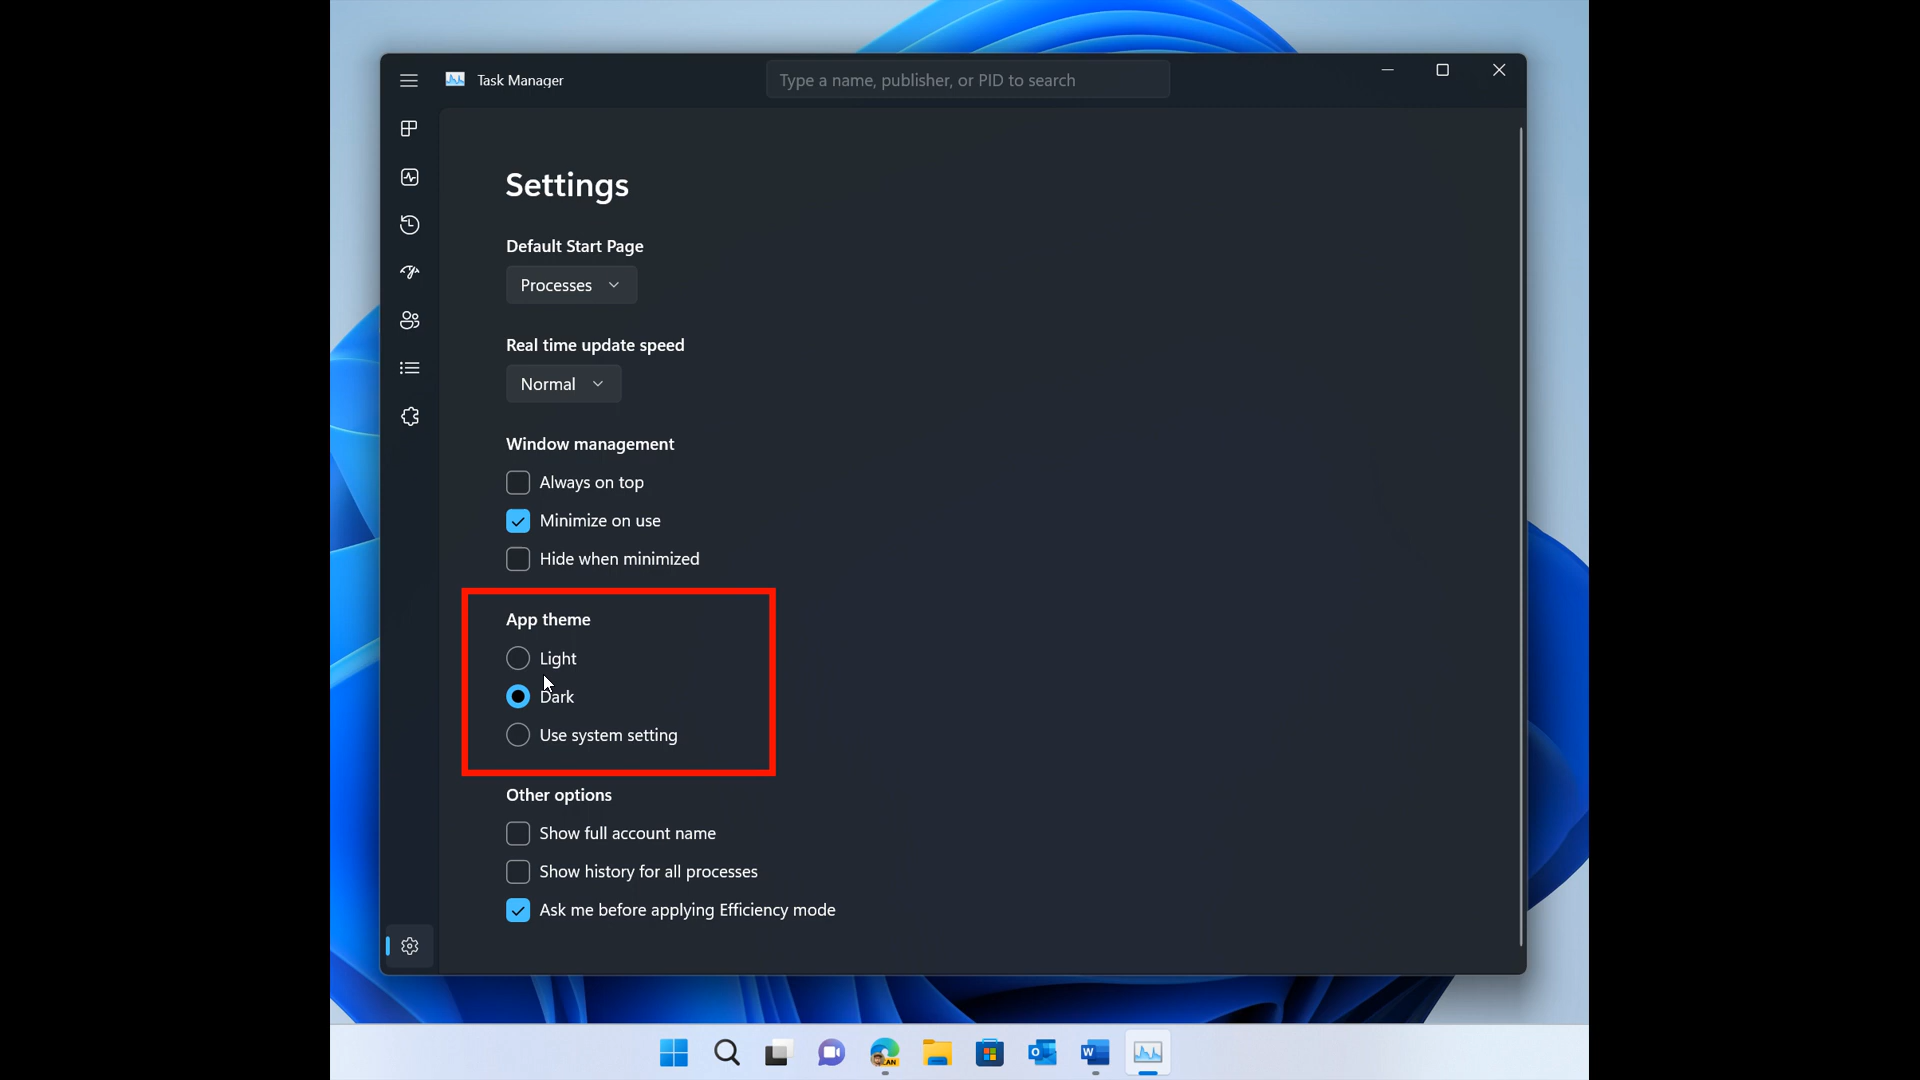 Task Manager
Type a name, publisher, or PID to search
Settings
Default Start Page
Processes
Real time update speed
Normal
Window management
Always on top
Minimize on use
Hide when minimized
App theme
Light
Dark
Use system setting
Other options
Show full account name
Show history for all processes
Ask me before applying Efficiency mode